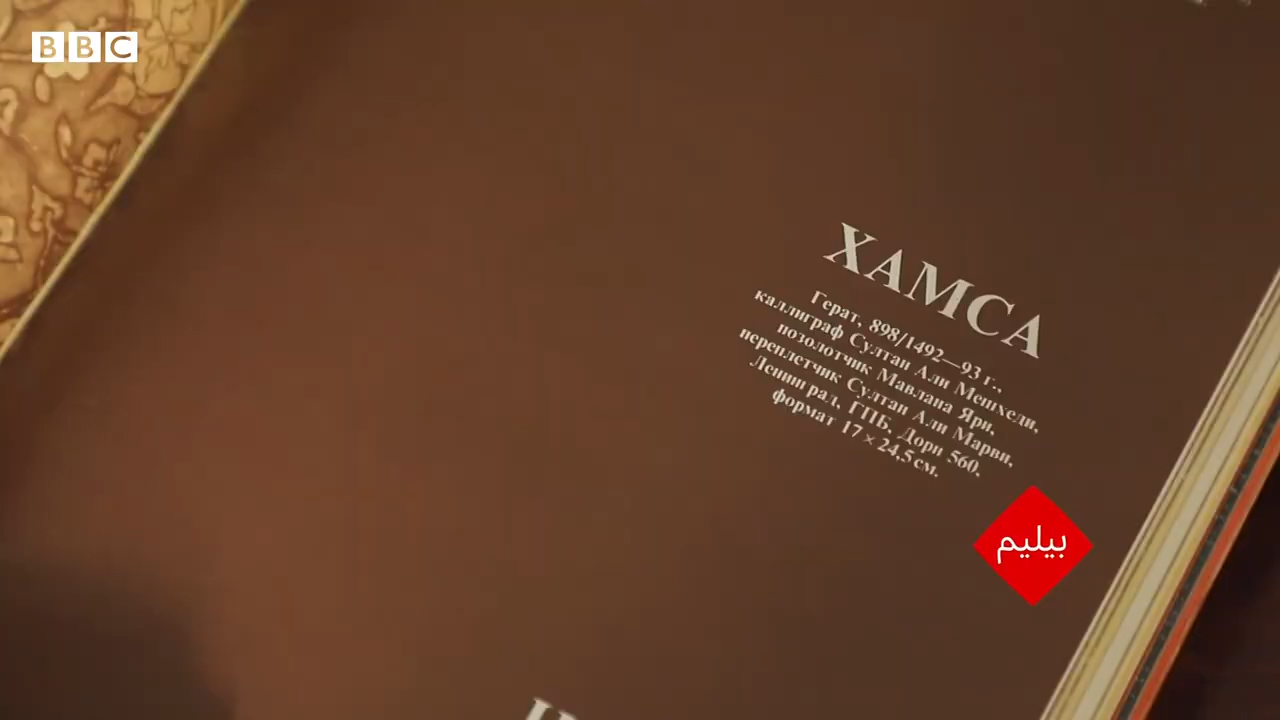 BBC
ХАМСА
Герат, 898/1492—93 г.,
каллиграф Султан Али Мешхеди,
позолотчик Мавлана Яри,
переплетчик Султан Али Марви,
Ленинград, ГПБ, Дорн 560,
формат 17 × 24,5 см.
بیلیم